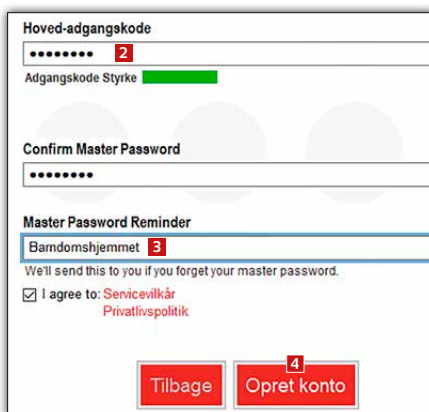 Hoved-adgangskode
•••••••• 2
Adgangskode Styrke
Confirm Master Password
••••••••
Master Password Reminder
Barndomshjemmet 3
We'll send this to you if you forget your master password.
I agree to: Servicevilkår
Privatlivspolitik
4
Tilbage Opret konto